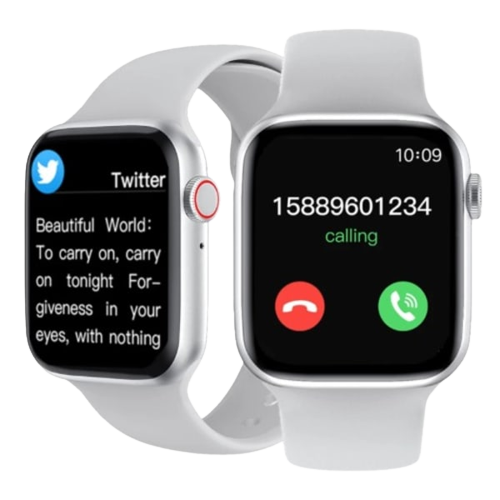 Twitter
Beautiful World:
To carry on, carry
on tonight For-
giveness in your
eyes, with nothing
10:09
15889601234
calling